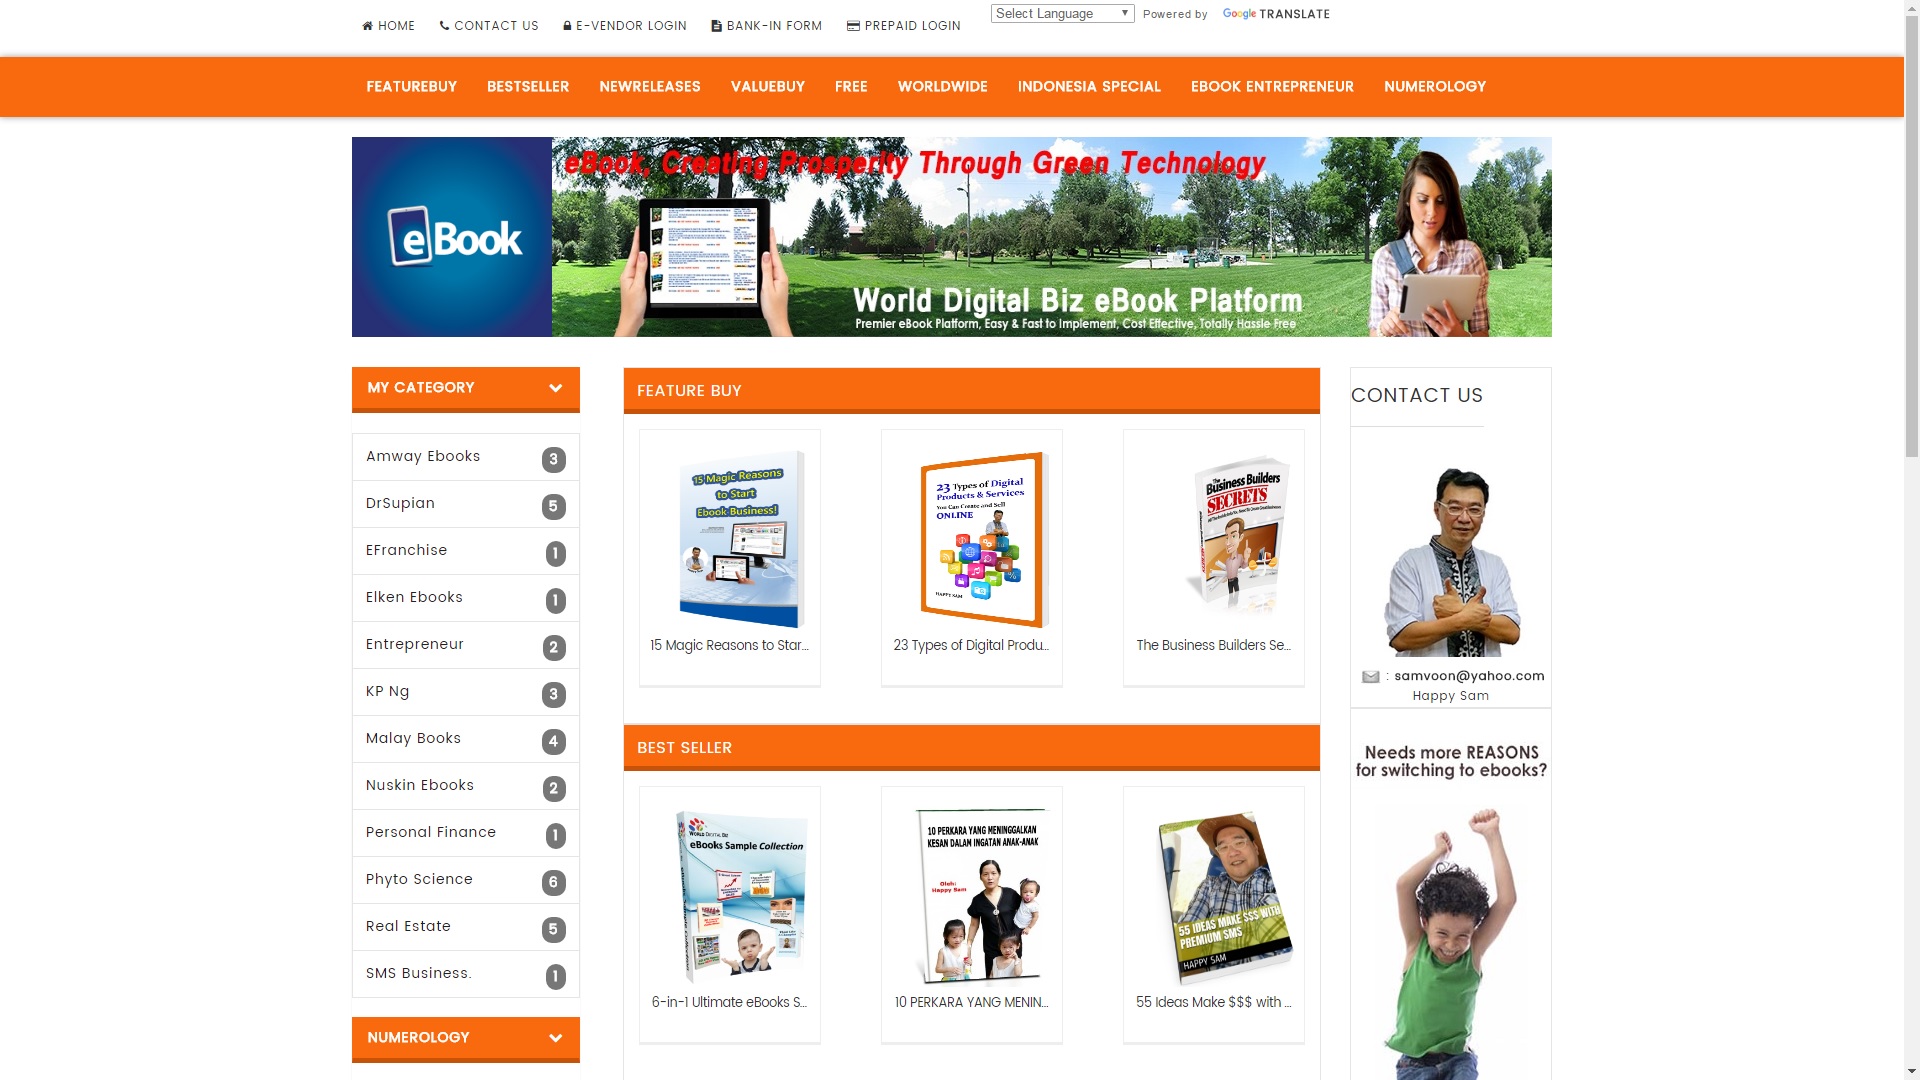 HOME
CONTACT US
E-VENDOR LOGIN
BANK-IN FORM
PREPAID LOGIN
Select Language
Powered by Google TRANSLATE
FEATUREBUY
BESTSELLER
NEWRELEASES
VALUEBUY
FREE
WORLDWIDE
INDONESIA SPECIAL
EBOOK ENTREPRENEUR
NUMEROLOGY
eBook, Creating Prosperity Through Green Technology
eBook
World Digital Biz eBook Platform
Premier eBook Platform, Easy & Fast to Implement, Cost Effective, Totally Hassle Free
MY CATEGORY
Amway Ebooks 3
DrSupian 5
EFranchise 1
Elken Ebooks 1
Entrepreneur 2
KP Ng 3
Malay Books 4
Nuskin Ebooks 2
Personal Finance 1
Phyto Science 6
Real Estate 5
SMS Business. 1
NUMEROLOGY
FEATURE BUY
15 Magic Reasons
to Start
Ebook Business!
15 Magic Reasons to Star...
23 Types of Digital
Products & Services
You Can Create and Sell
ONLINE
HAPPY SAM
23 Types of Digital Produ...
The
Business Builders
SECRETS
The Business Builders Se...
BEST SELLER
WORLD DIGITAL BIZ
eBooks Sample Collection
6-in-1 Ultimate eBooks S...
10 PERKARA YANG MENINGGALKAN
KESAN DALAM INGATAN ANAK-ANAK
Oleh:
Happy Sam
10 PERKARA YANG MENIN...
55 IDEAS MAKE $$$ WITH
PREMIUM SMS
HAPPY SAM
55 Ideas Make $$$ with ...
CONTACT US
: samvoon@yahoo.com
Happy Sam
Needs more REASONS
for switching to ebooks?